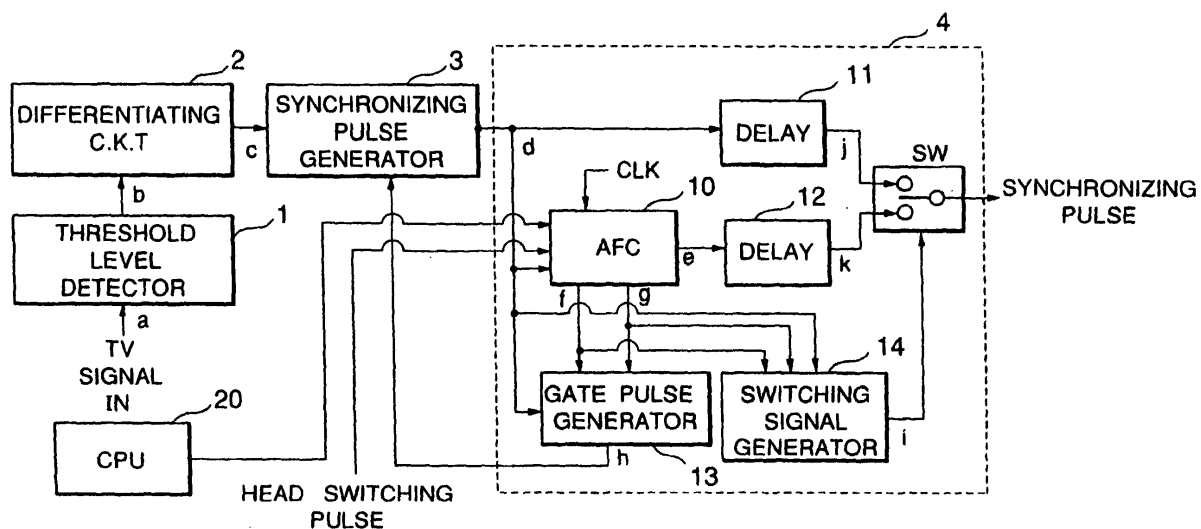 4
2
3
11
DIFFERENTIATING
C.K.T
c
SYNCHRONIZING
PULSE
GENERATOR
d
DELAY
j
SW
b
CLK
10
12
SYNCHRONIZING
PULSE
1
THRESHOLD
LEVEL
DETECTOR
AFC
e
DELAY
k
a
f
g
TV
SIGNAL
IN
14
20
GATE PULSE
GENERATOR
SWITCHING
SIGNAL
GENERATOR
i
CPU
h
13
HEAD SWITCHING
PULSE